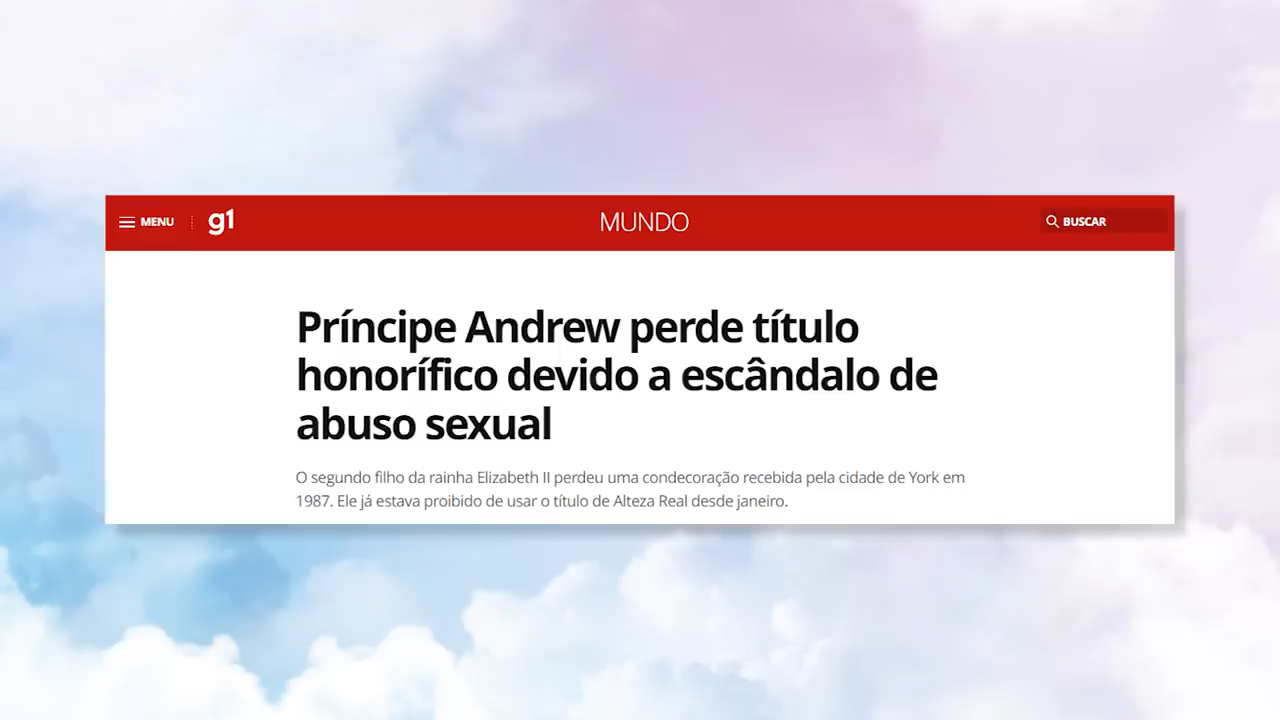 MENU g1 MUNDO BUSCAR
Príncipe Andrew perde título
honorífico devido a escândalo de
abuso sexual
O segundo filho da rainha Elizabeth II perdeu uma condecoração recebida pela cidade de York em
1987. Ele já estava proibido de usar o título de Alteza Real desde janeiro.